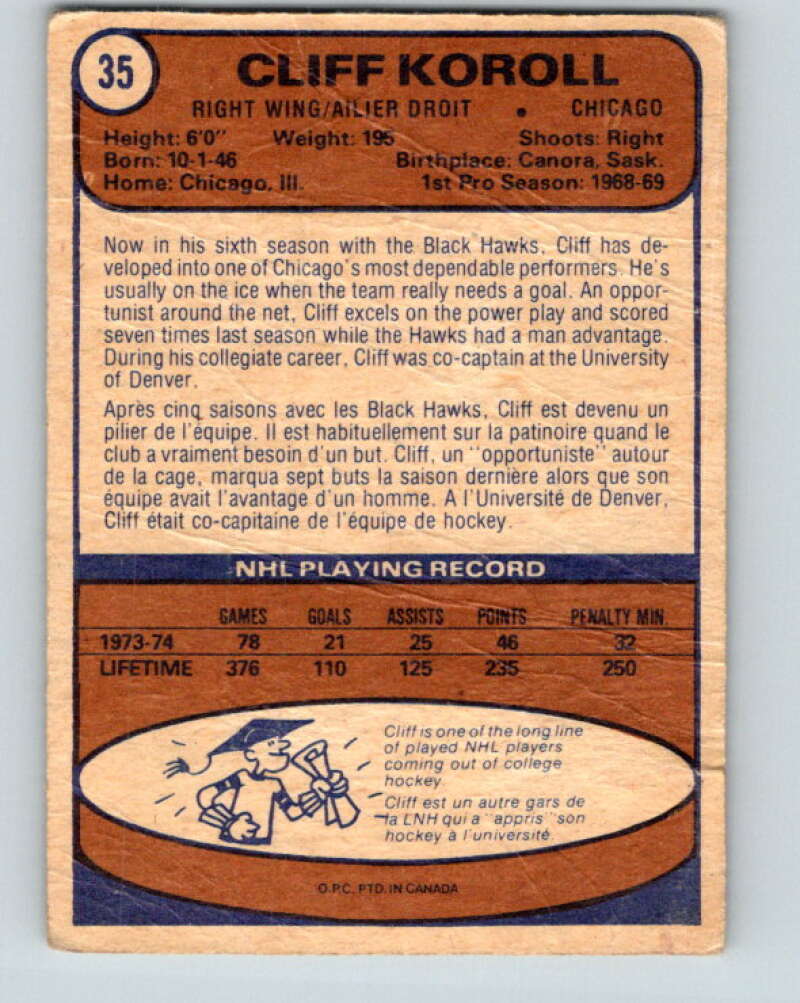 35
CLIFF KOROLL
RIGHT WING/AILIER DROIT • CHICAGO
Height: 6'0" Weight: 195 Shoots: Right
Born: 10-1-46 Birthplace: Canora, Sask.
Home: Chicago, Ill. 1st Pro Season: 1968-69
Now in his sixth season with the Black Hawks, Cliff has de-
veloped into one of Chicago's most dependable performers. He's
usually on the ice when the team really needs a goal. An oppor-
tunist around the net, Cliff excels on the power play and scored
seven times last season while the Hawks had a man advantage.
During his collegiate career, Cliff was co-captain at the University
of Denver.
Après cinq saisons avec les Black Hawks, Cliff est devenu un
pilier de l'équipe. Il est habituellement sur la patinoire quand le
club a vraiment besoin d'un but. Cliff, un "opportuniste" autour
de la cage, marqua sept buts la saison dernière alors que son
équipe avait l'avantage d'un homme. A l'Université de Denver,
Cliff était co-capitaine de l'équipe de hockey.
NHL PLAYING RECORD
GAMES GOALS ASSISTS POINTS PENALTY MIN.
1973-74 78 21 25 46 32
LIFETIME 376 110 125 235 250
Cliff is one of the long line
of played NHL players
coming out of college
hockey.
Cliff est un autre gars de
la LNH qui a "appris" son
hockey à l'université.
O.P.C. PTD. IN CANADA